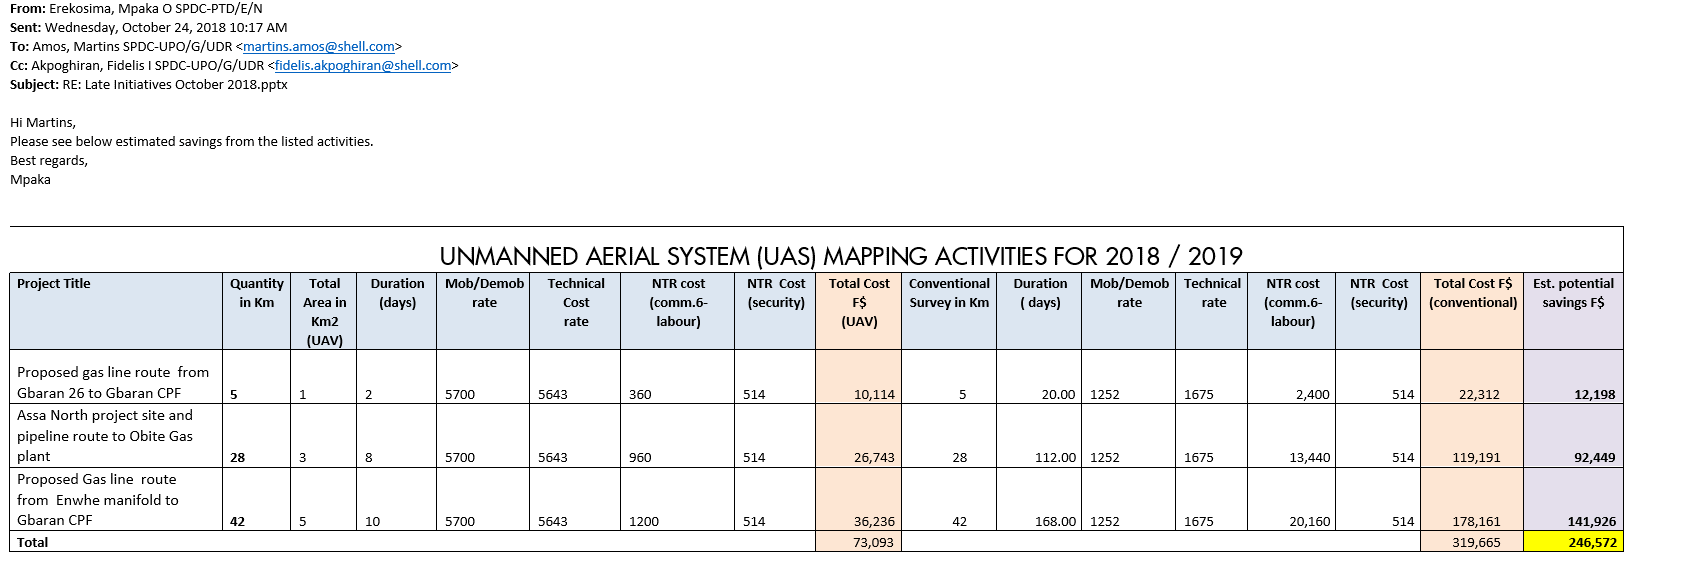 From: Erekosima, Mpaka O SPDC-PTD/E/N
Sent: Wednesday, October 24, 2018 10:17 AM
To: Amos, Martins SPDC-UPO/G/UDR <martins.amos@shell.com>
Cc: Akpoghiran, Fidelis I SPDC-UPO/G/UDR <fidelis.akpoghiran@shell.com>
Subject: RE: Late Initiatives October 2018.pptx
Hi Martins,
Please see below estimated savings from the listed activities.
Best regards,
Mpaka
UNMANNED AERIAL SYSTEM (UAS) MAPPING ACTIVITIES FOR 2018 / 2019
Project Title Quantity Total Duration Mob/Demob Technical NTR cost NTR Cost Total Cost Conventional Duration Mob/Demob Technical NTR cost NTR Cost Total Cost F$ Est. potential
in Km Area in (days) rate Cost (comm.6- (security) F$ Survey in Km ( days) rate rate (comm.6- (security) (conventional) savings F$
Km2 rate labour) (UAV) labour)
(UAV)
Proposed gas line route from
Gbaran 26 to Gbaran CPF 5 1 2 5700 5643 360 514 10,114 5 20.00 1252 1675 2,400 514 22,312 12,198
Assa North project site and
pipeline route to Obite Gas
plant 28 3 8 5700 5643 960 514 26,743 28 112.00 1252 1675 13,440 514 119,191 92,449
Proposed Gas line route
from Enwhe manifold to
Gbaran CPF 42 5 10 5700 5643 1200 514 36,236 42 168.00 1252 1675 20,160 514 178,161 141,926
Total 73,093 319,665 246,572